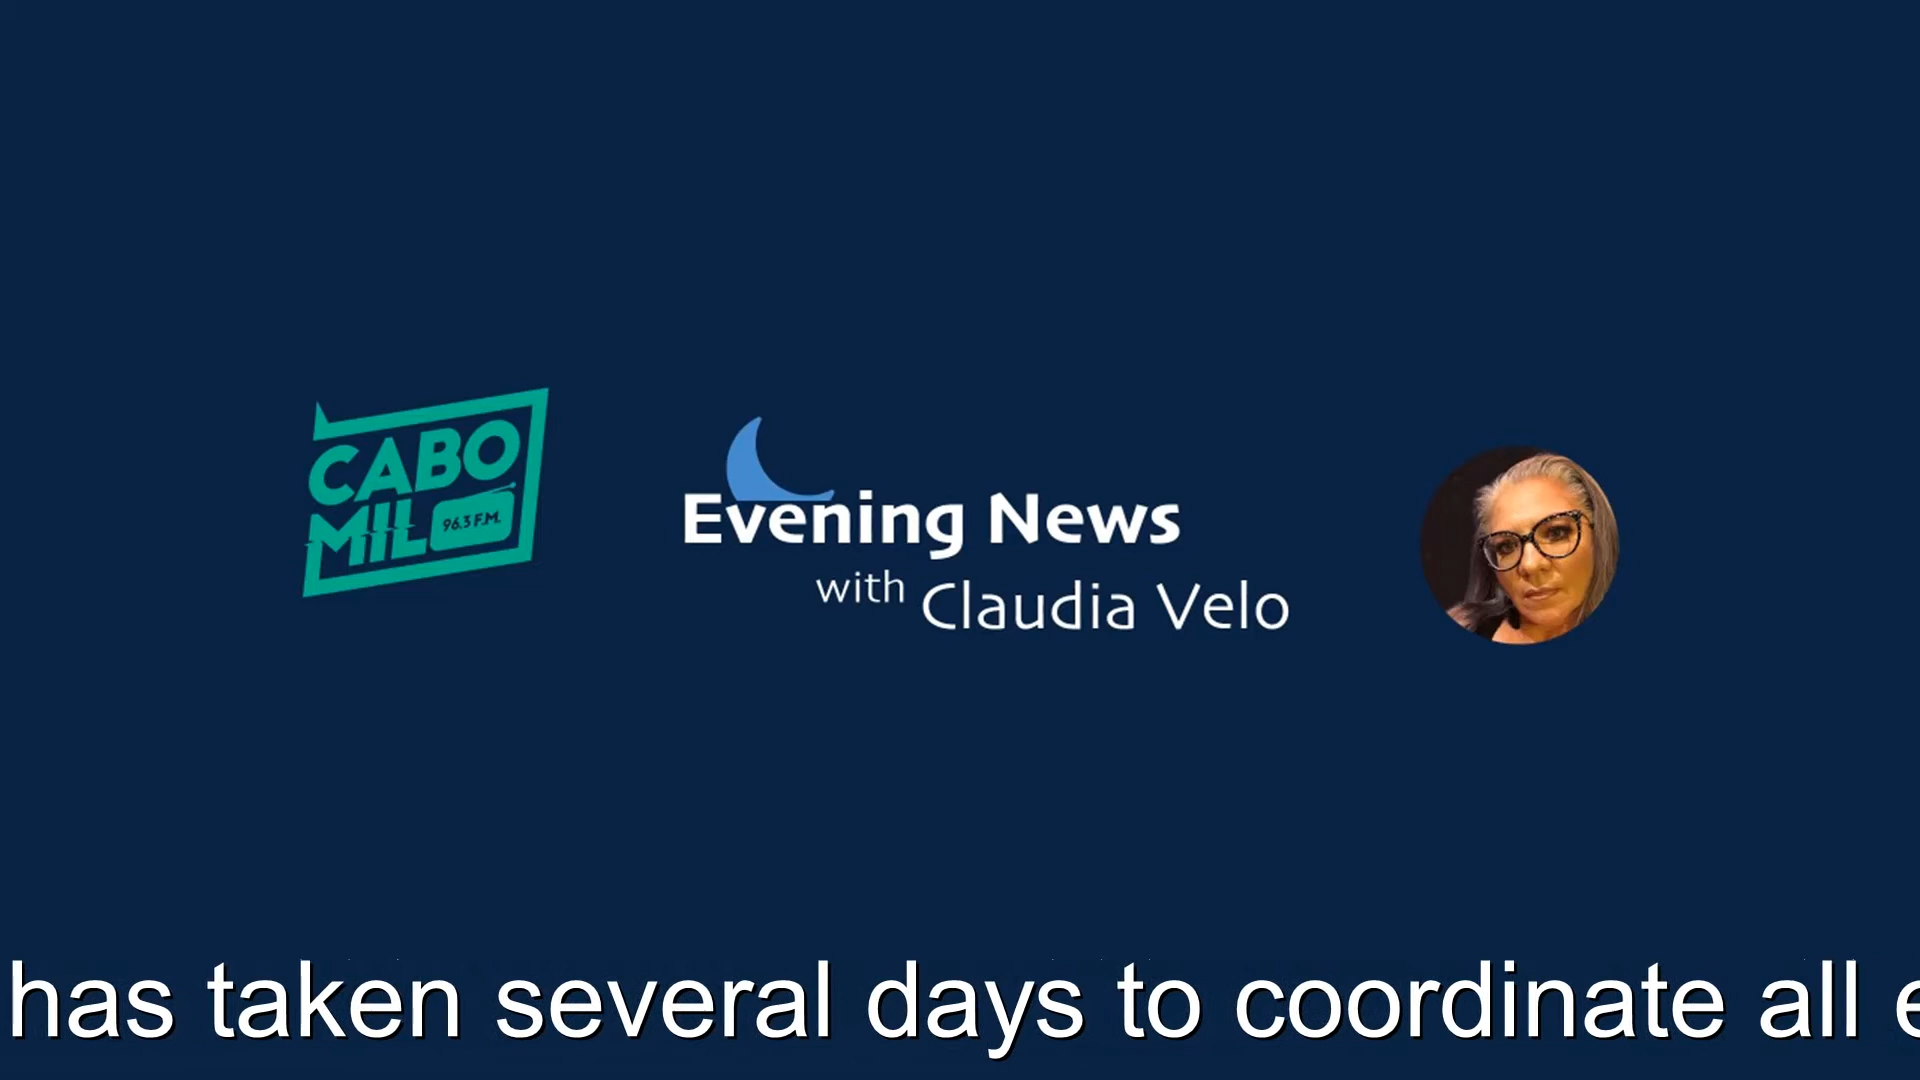 CABO
MIL
96.3 F.M.
Evening News
with Claudia Velo
has taken several days to coordinate all e